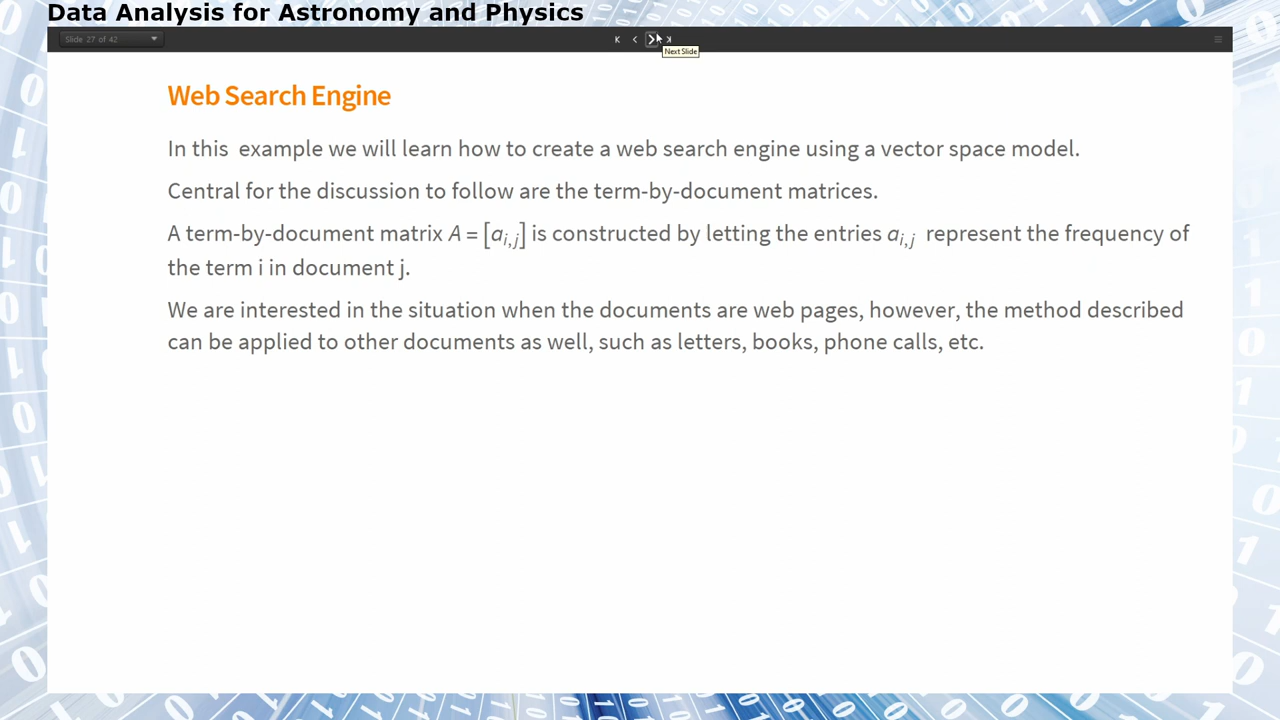 Data Analysis for Astronomy and Physics
Slide 27 of 42
Next Slide
Web Search Engine
In this example we will learn how to create a web search engine using a vector space model.
Central for the discussion to follow are the term-by-document matrices.
A term-by-document matrix A = [a_{i,j}] is constructed by letting the entries a_{i,j} represent the frequency of
the term i in document j.
We are interested in the situation when the documents are web pages, however, the method described
can be applied to other documents as well, such as letters, books, phone calls, etc.